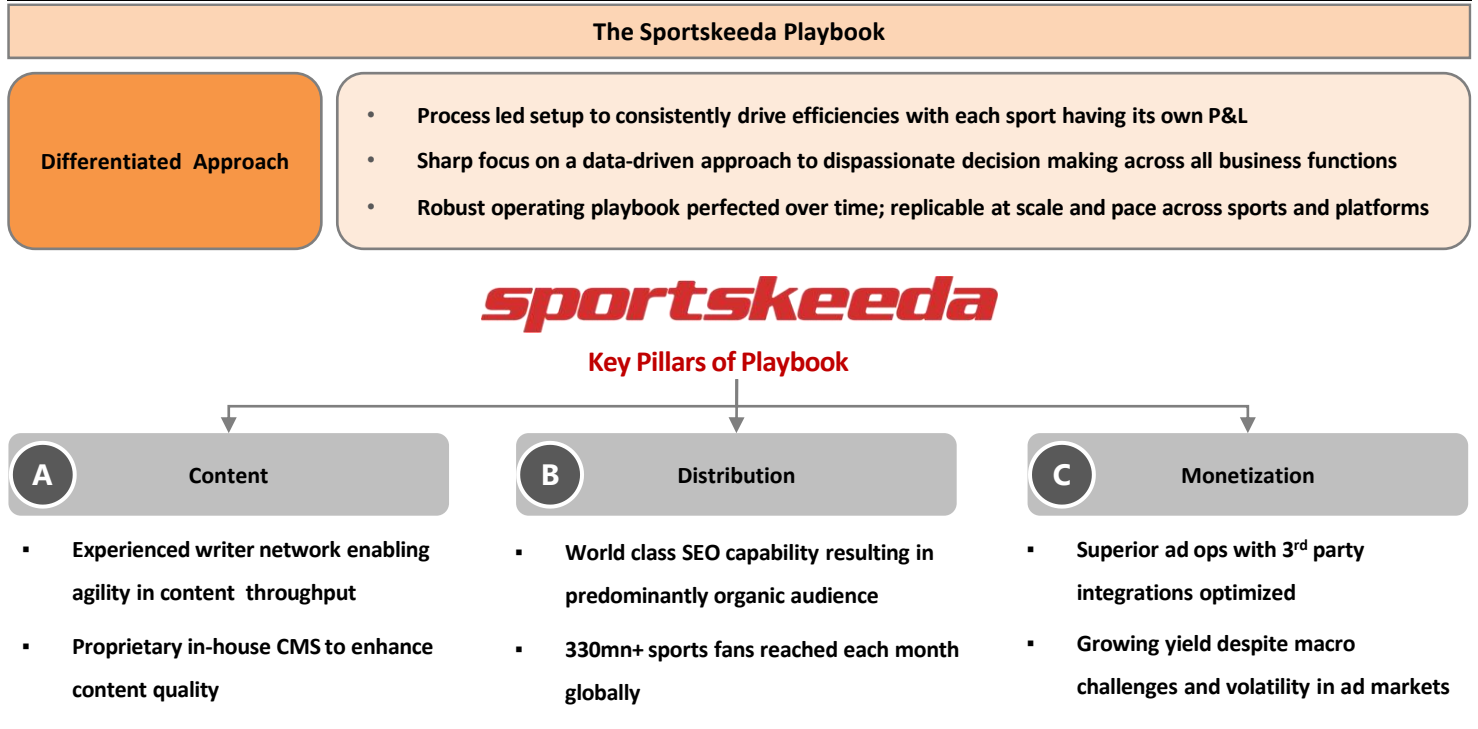 The Sportskeeda Playbook
Differentiated Approach
• Process led setup to consistently drive efficiencies with each sport having its own P&L
• Sharp focus on a data-driven approach to dispassionate decision making across all business functions
• Robust operating playbook perfected over time; replicable at scale and pace across sports and platforms
sportskeeda
Key Pillars of Playbook
A Content
▪ Experienced writer network enabling
agility in content throughput
▪ Proprietary in-house CMS to enhance
content quality
B Distribution
▪ World class SEO capability resulting in
predominantly organic audience
▪ 330mn+ sports fans reached each month
globally
C Monetization
▪ Superior ad ops with 3rd party
integrations optimized
▪ Growing yield despite macro
challenges and volatility in ad markets